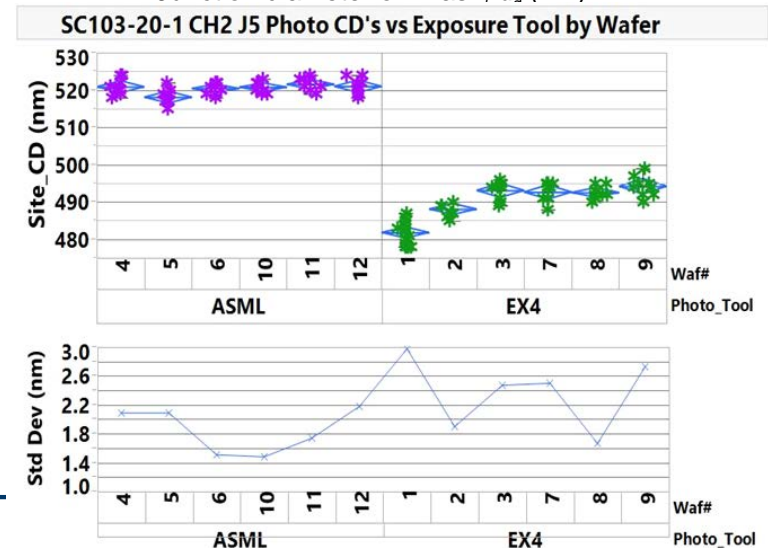 SC103-20-1 CH2 J5 Photo CD's vs Exposure Tool by Wafer
Site_CD (nm)
530
520
510
500
490
480
4 5 6 10 11 12 1 2 3 7 8 9 Waf#
ASML EX4 Photo_Tool
Std Dev (nm)
3.0
2.6
2.2
1.8
1.4
1.0
4 5 6 10 11 12 1 2 3 7 8 9 Waf#
ASML EX4 Photo_Tool